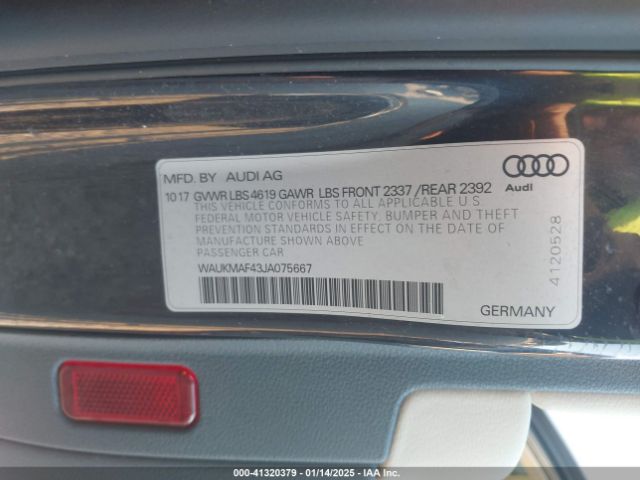 MFD. BY AUDI AG
Audi
10 17 GVWR LBS 4619 GAWR LBS FRONT 2337 /REAR 2392
THIS VEHICLE CONFORMS TO ALL APPLICABLE U S
FEDERAL MOTOR VEHICLE SAFETY, BUMPER AND THEFT
PREVENTION STANDARDS IN EFFECT ON THE DATE OF
MANUFACTURE SHOWN ABOVE
PASSENGER CAR
WAUKMAF43JA075667
4120528
GERMANY
000-41320379 - 01/14/2025 - IAA